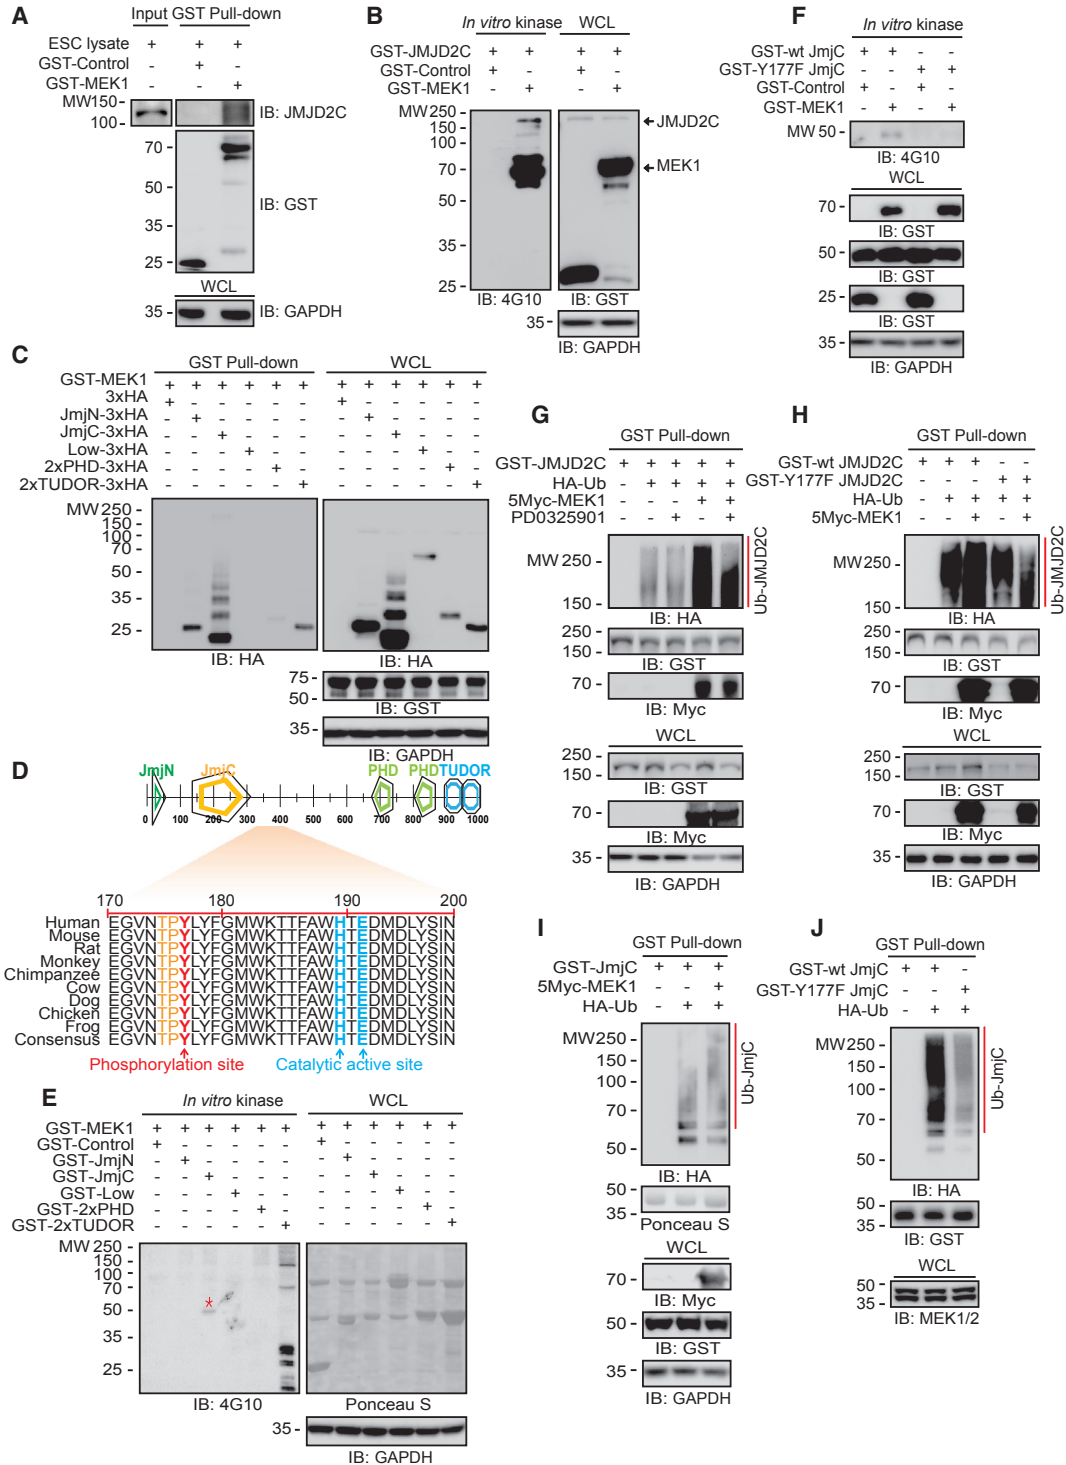 A
Input GST Pull-down
ESC lysate + + +
GST-Control - + -
GST-MEK1 - - +
MW150 -
100 -
IB: JMJD2C
70 -
50 -
35 -
25 -
IB: GST
WCL
35 -
IB: GAPDH
B
In vitro kinase WCL
GST-JMJD2C + + + +
GST-Control + - + -
GST-MEK1 - + - +
MW 250 -
150 -
100 -
70 -
50 -
35 -
25 -
JMJD2C
MEK1
IB: 4G10 IB: GST
35 -
IB: GAPDH
C
GST Pull-down WCL
GST-MEK1 + + + + + + + + + + + +
3xHA + - - - - - + - - - - -
JmjN-3xHA - + - - - - - + - - - -
JmjC-3xHA - - + - - - - - + - - -
Low-3xHA - - - + - - - - - + - -
2xPHD-3xHA - - - - + - - - - - + -
2xTUDOR-3xHA - - - - - + - - - - - +
MW 250 -
150 -
100 -
70 -
50 -
35 -
25 -
IB: HA IB: HA
75 -
50 -
IB: GST
35 -
IB: GAPDH
D
JmjN JmjC PHD PHD TUDOR
0 100 200 300 400 500 600 700 800 900 1000
170 180 190 200
Human EGVNTPYLYFGMWKTTFAWHTEDMDLYSIN
Mouse EGVNTPYLYFGMWKTTFAWHTEDMDLYSIN
Rat EGVNTPYLYFGMWKTTFAWHTEDMDLYSIN
Monkey EGVNTPYLYFGMWKTTFAWHTEDMDLYSIN
Chimpanzee EGVNTPYLYFGMWKTTFAWHTEDMDLYSIN
Cow EGVNTPYLYFGMWKTTFAWHTEDMDLYSIN
Dog EGVNTPYLYFGMWKTTFAWHTEDMDLYSIN
Chicken EGVNTPYLYFGMWKTTFAWHTEDMDLYSIN
Frog EGVNTPYLYFGMWKTTFAWHTEDMDLYSIN
Consensus EGVNTPYLYFGMWKTTFAWHTEDMDLYSIN
Phosphorylation site Catalytic active site
E
In vitro kinase WCL
GST-MEK1 + + + + + + + + + + + +
GST-Control + - - - - - + - - - - -
GST-JmjN - + - - - - - + - - - -
GST-JmjC - - + - - - - - + - - -
GST-Low - - - + - - - - - + - -
GST-2xPHD - - - - + - - - - - + -
GST-2xTUDOR - - - - - + - - - - - +
MW 250 -
150 -
100 -
70 -
50 -
35 -
25 -
*
IB: 4G10 Ponceau S
35 -
IB: GAPDH
F
In vitro kinase
GST-wt JmjC + + - -
GST-Y177F JmjC - - + +
GST-Control + - + -
GST-MEK1 - + - +
MW 50 -
IB: 4G10
WCL
70 -
IB: GST
50 -
IB: GST
25 -
IB: GST
35 -
IB: GAPDH
G
GST Pull-down
GST-JMJD2C + + + + +
HA-Ub - + + + +
5Myc-MEK1 - - - + +
PD0325901 - - + - +
MW 250 -
150 -
Ub-JMJD2C
IB: HA
250 -
150 -
IB: GST
70 -
IB: Myc
WCL
250 -
150 -
IB: GST
70 -
IB: Myc
35 -
IB: GAPDH
H
GST Pull-down
GST-wt JMJD2C + + + - -
GST-Y177F JMJD2C - - - + +
HA-Ub - + + + +
5Myc-MEK1 - - + - +
MW 250 -
150 -
Ub-JMJD2C
IB: HA
250 -
150 -
IB: GST
70 -
IB: Myc
WCL
250 -
150 -
IB: GST
70 -
IB: Myc
35 -
IB: GAPDH
I
GST Pull-down
GST-JmjC + + +
5Myc-MEK1 - - +
HA-Ub - + +
MW 250 -
150 -
100 -
70 -
50 -
Ub-JmjC
IB: HA
50 -
35 -
Ponceau S
WCL
70 -
IB: Myc
50 -
IB: GST
35 -
IB: GAPDH
J
GST Pull-down
GST-wt JmjC + + -
GST-Y177F JmjC - - +
HA-Ub - + +
MW 250 -
150 -
100 -
70 -
50 -
Ub-JmjC
IB: HA
50 -
35 -
IB: GST
WCL
50 -
35 -
IB: MEK1/2